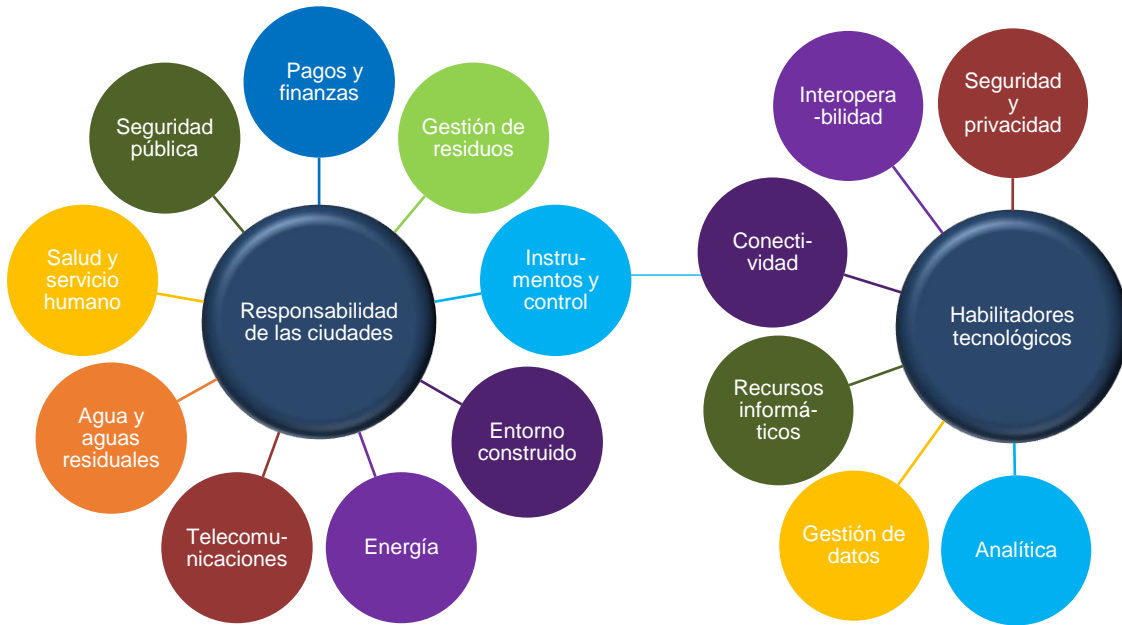 Pagos y
finanzas
Gestión de
residuos
Instru-
mentos y
control
Entorno
construido
Energía
Telecomu-
nicaciones
Agua y
aguas
residuales
Salud y
servicio
humano
Seguridad
pública
Responsabilidad
de las ciudades
Seguridad
y
privacidad
Interopera
-bilidad
Conecti-
vidad
Recursos
informá-
ticos
Gestión de
datos
Analítica
Habilitadores
tecnológicos